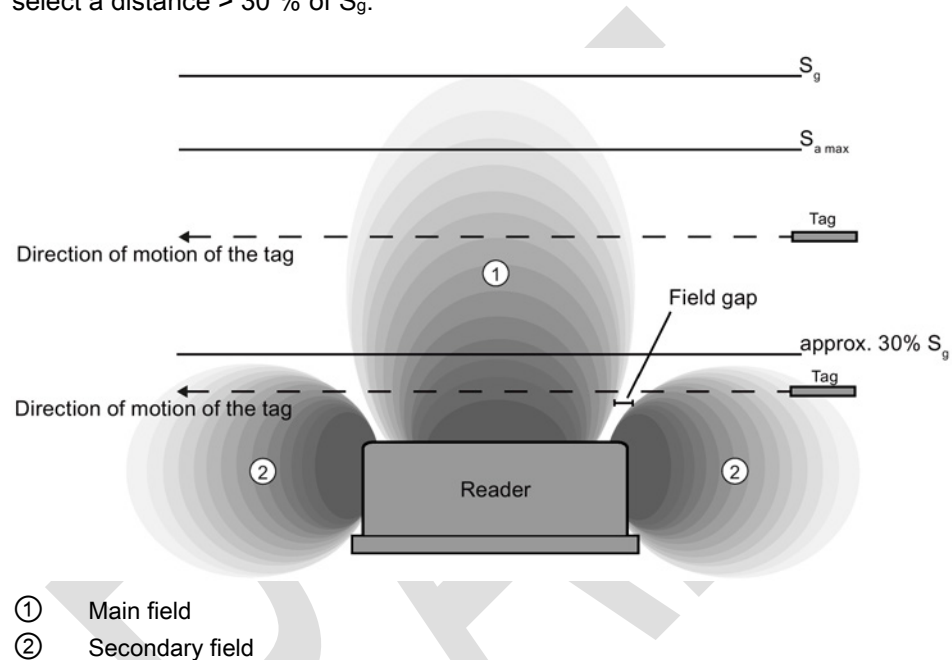 select a distance > 30 % of Sg.
Sg
Sa max
Tag
Direction of motion of the tag
1
Field gap
approx. 30% Sg
Tag
Direction of motion of the tag
2
2
Reader
① Main field
② Secondary field